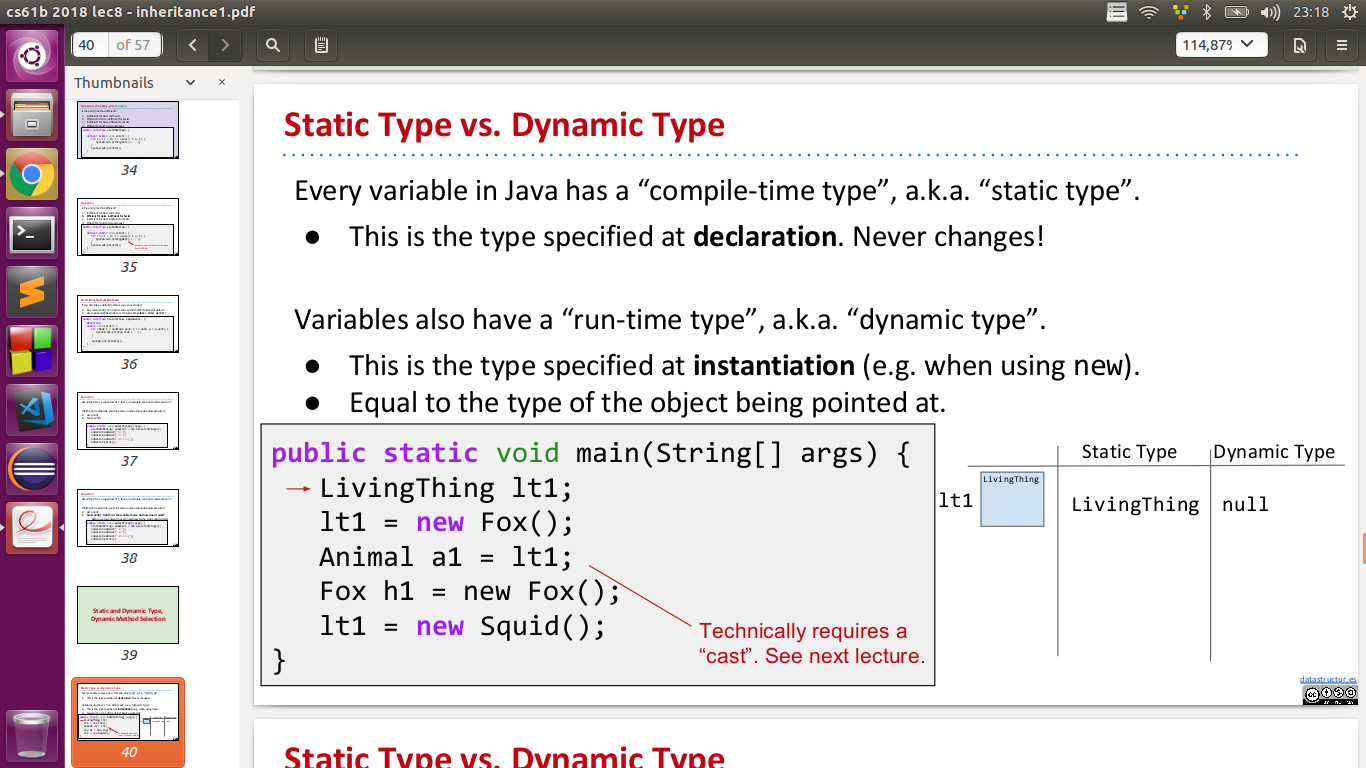 cs61b 2018 lec8 - inheritance1.pdf
23:18
40 of 57
114,87%
Thumbnails
×
34
35
36
37
38
Static and Dynamic Type,
Dynamic Method Selection
39
40
Static Type vs. Dynamic Type
Every variable in Java has a “compile-time type”, a.k.a. “static type”.
● This is the type specified at declaration. Never changes!
Variables also have a “run-time type”, a.k.a. “dynamic type”.
● This is the type specified at instantiation (e.g. when using new).
● Equal to the type of the object being pointed at.
public static void main(String[] args) {
LivingThing lt1;
lt1 = new Fox();
Animal a1 = lt1;
Fox h1 = new Fox();
lt1 = new Squid();
}
Technically requires a
“cast”. See next lecture.
Static Type Dynamic Type
LivingThing
lt1 LivingThing null
datastructur.es
Static Type vs. Dynamic Type